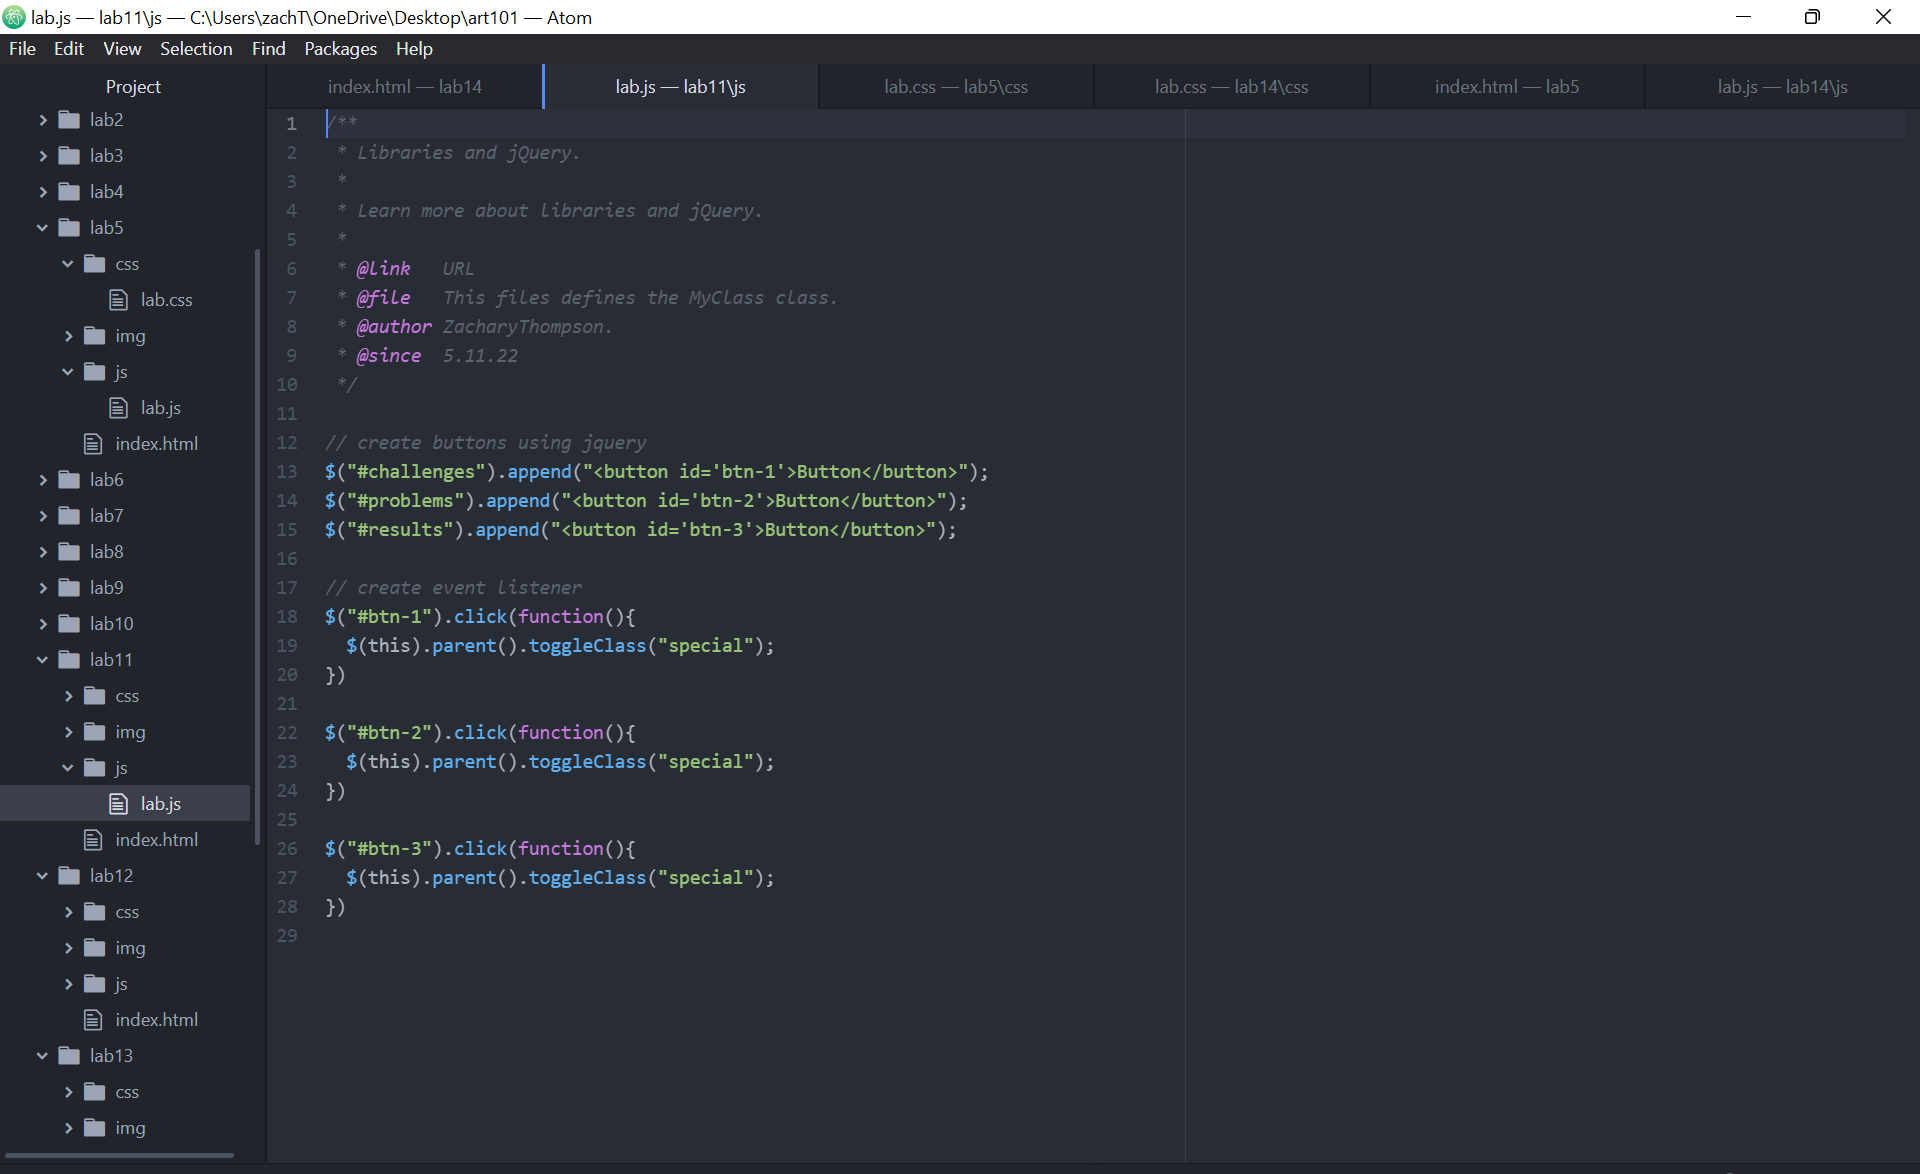 lab.js — lab11\js — C:\Users\zachT\OneDrive\Desktop\art101 — Atom
File Edit View Selection Find Packages Help
Project
lab2
lab3
lab4
lab5
css
lab.css
img
js
lab.js
index.html
lab6
lab7
lab8
lab9
lab10
lab11
css
img
js
lab.js
index.html
lab12
css
img
js
index.html
lab13
css
img
index.html — lab14
lab.js — lab11\js
lab.css — lab5\css
lab.css — lab14\css
index.html — lab5
lab.js — lab14\js
1 /**
2 * Libraries and jQuery.
3 *
4 * Learn more about libraries and jQuery.
5 *
6 * @link URL
7 * @file This files defines the MyClass class.
8 * @author ZacharyThompson.
9 * @since 5.11.22
10 */
11
12 // create buttons using jquery
13 $("#challenges").append("<button id='btn-1'>Button</button>");
14 $("#problems").append("<button id='btn-2'>Button</button>");
15 $("#results").append("<button id='btn-3'>Button</button>");
16
17 // create event listener
18 $("#btn-1").click(function(){
19 $(this).parent().toggleClass("special");
20 })
21
22 $("#btn-2").click(function(){
23 $(this).parent().toggleClass("special");
24 })
25
26 $("#btn-3").click(function(){
27 $(this).parent().toggleClass("special");
28 })
29